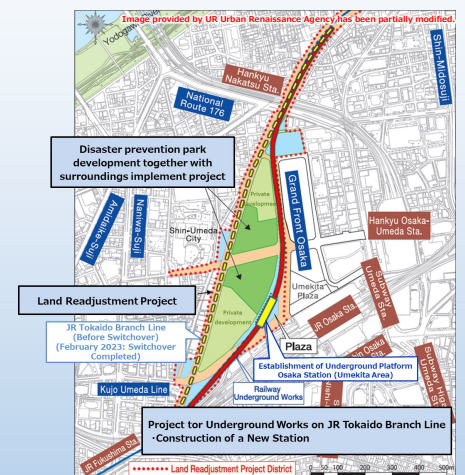 Image provided by UR Urban Renaissance Agency has been partially modified.
Yodogawa
Hankyu
Nakatsu Sta.
Shin-Midosuji
National
Route 176
Disaster prevention park
development together with
surroundings implement project
Private
development
Grand Front Osaka
Amidaike-Suji
Naniwa-Suji
Shin-Umeda
City
Hankyu Osaka-
Umeda Sta.
Land Readjustment Project
Umekita
Plaza
Subway
Umeda Sta.
Private
development
JR Osaka Sta.
JR Tokaido Branch Line
(Before Switchover)
(February 2023: Switchover
Completed)
Plaza
Osaka Sta.
Subway Hig
Umeda Sta
Establishment of Underground Platform
Osaka Station (Umekita Area)
Kujo Umeda Line
Railway
Underground Works
Project tor Underground Works on JR Tokaido Branch Line
・Construction of a New Station
JR Fukushima Sta.
0 50 100 200 300 400 500m
Land Readjustment Project District